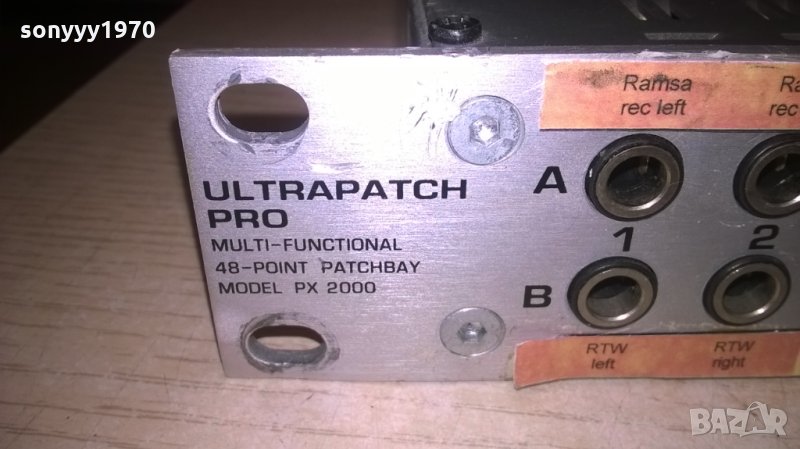 sonyyy1970
Ramsa
rec left
Ra
rec
ULTRAPATCH
PRO
MULTI-FUNCTIONAL
48-POINT PATCHBAY
MODEL PX 2000
A
1
2
B
RTW
left
RTW
right
BAZAR